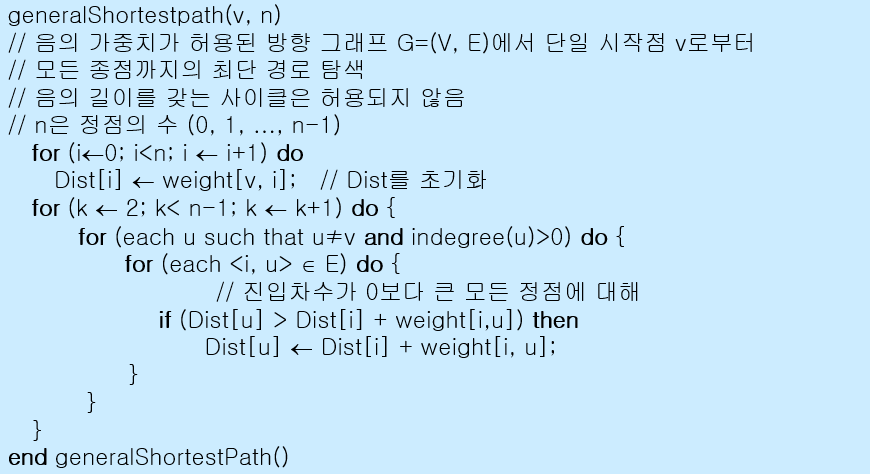 generalShortestpath(v, n)
// 음의 가중치가 허용된 방향 그래프 G=(V, E)에서 단일 시작점 v로부터
// 모든 종점까지의 최단 경로 탐색
// 음의 길이를 갖는 사이클은 허용되지 않음
// n은 정점의 수 (0, 1, ..., n-1)
for (i←0; i<n; i ← i+1) do
Dist[i] ← weight[v, i]; // Dist를 초기화
for (k ← 2; k< n-1; k ← k+1) do {
for (each u such that u≠v and indegree(u)>0) do {
for (each <i, u> ∈ E) do {
// 진입차수가 0보다 큰 모든 정점에 대해
if (Dist[u] > Dist[i] + weight[i,u]) then
Dist[u] ← Dist[i] + weight[i, u];
}
}
}
end generalShortestPath()